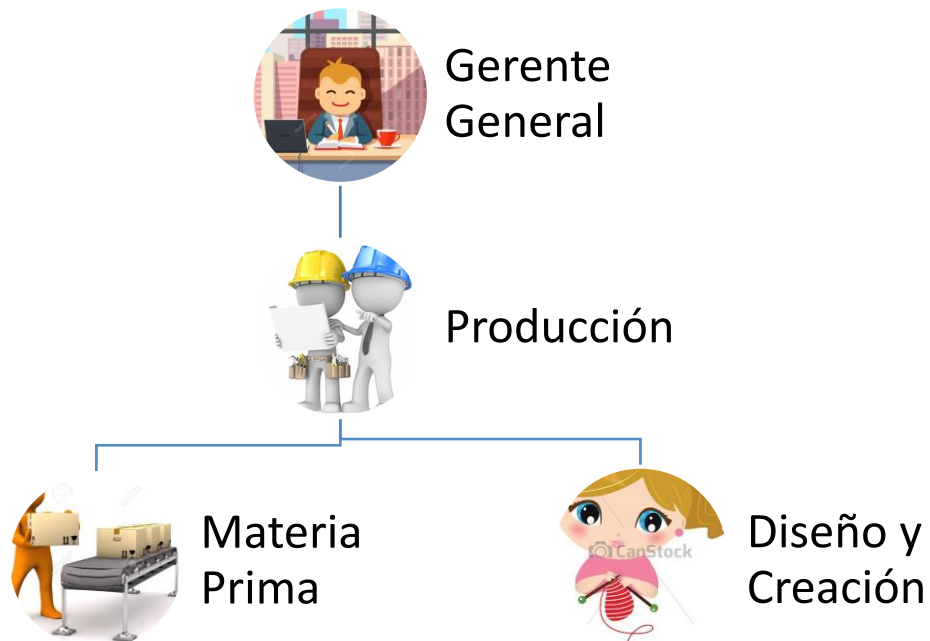 Gerente
General
Producción
Materia
Prima
CanStock
Diseño y
Creación